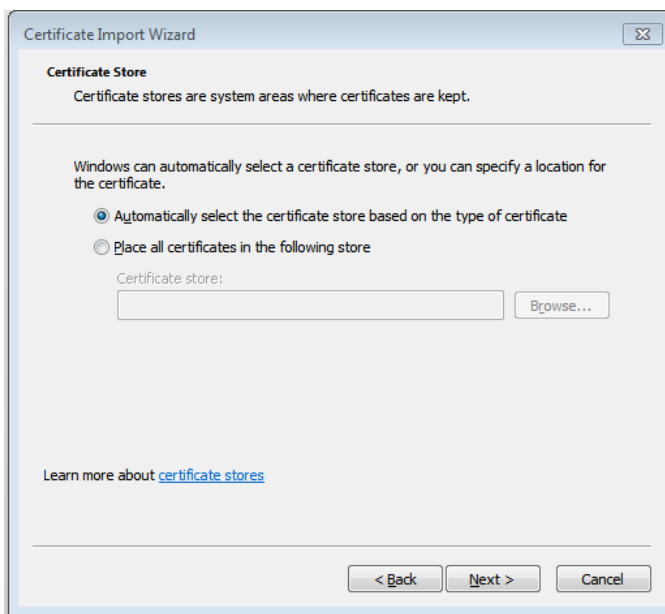 Certificate Import Wizard
Certificate Store
Certificate stores are system areas where certificates are kept.
Windows can automatically select a certificate store, or you can specify a location for
the certificate.
Automatically select the certificate store based on the type of certificate
Place all certificates in the following store
Certificate store:
Browse...
Learn more about certificate stores
< Back Next > Cancel